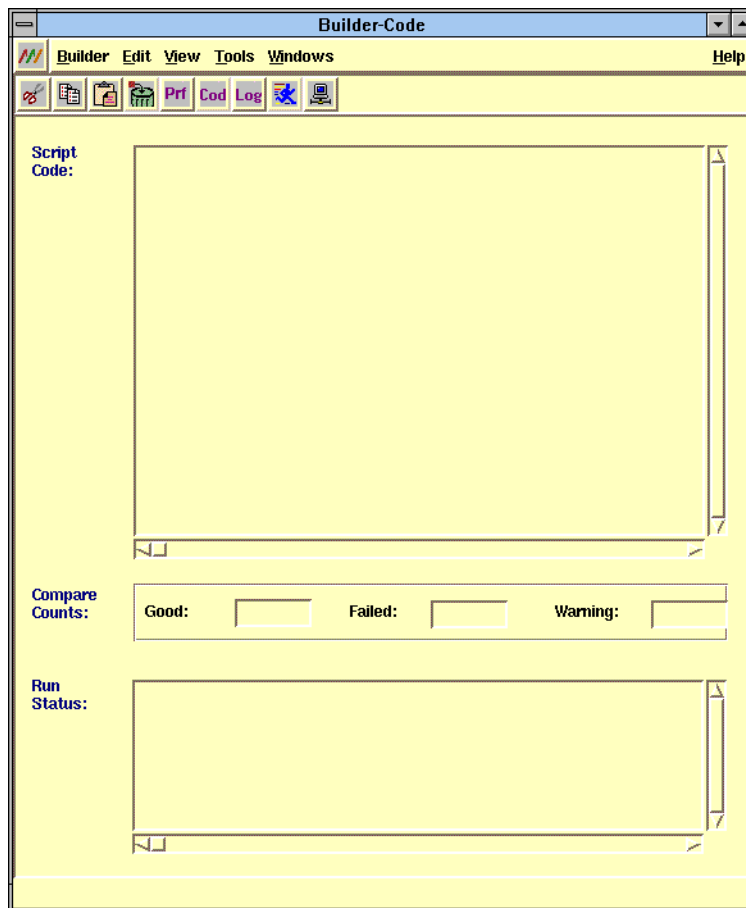 Builder-Code
Builder Edit View Tools Windows Help
Prf Cod Log
Script
Code:
Compare
Counts:
Good: Failed: Warning:
Run
Status: